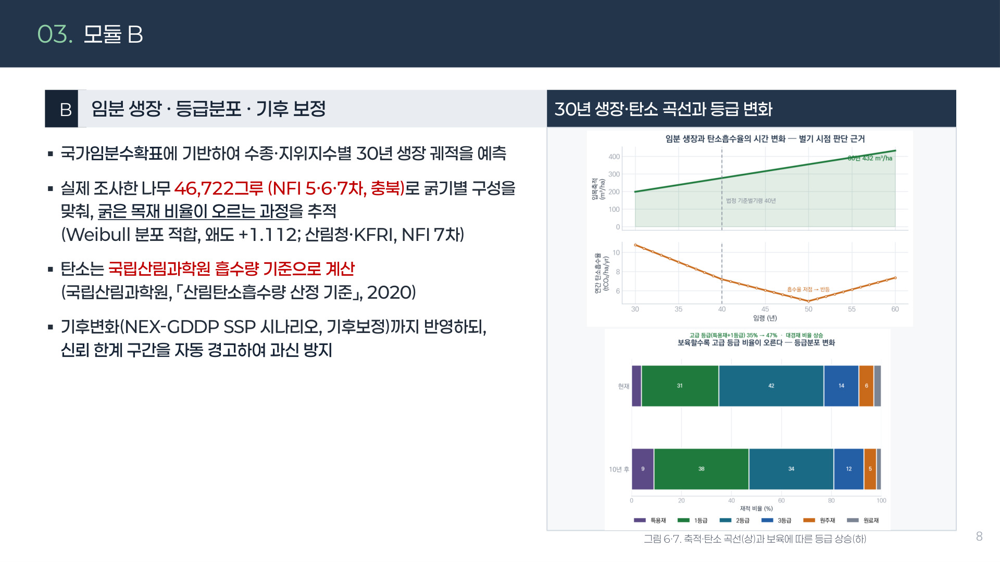 03. 모듈 B
B 임분 생장 · 등급분포 · 기후 보정
▪ 국가임분수확표에 기반하여 수종·지위지수별 30년 생장 궤적을 예측
▪ 실제 조사한 나무 46,722그루 (NFI 5·6·7차, 충북)로 굵기별 구성을
맞춰, 굵은 목재 비율이 오르는 과정을 추적
(Weibull 분포 적합, 왜도 +1.112; 산림청·KFRI, NFI 7차)
▪ 탄소는 국립산림과학원 흡수량 기준으로 계산
(국립산림과학원, 「산림탄소흡수량 산정 기준」, 2020)
▪ 기후변화(NEX-GDDP SSP 시나리오, 기후보정)까지 반영하되,
신뢰 한계 구간을 자동 경고하여 과신 방지
30년 생장·탄소 곡선과 등급 변화
임분 생장과 탄소흡수율의 시간 변화 — 벌기 시점 판단 근거
임목축적
(m³/ha)
400
300
200
100
0
60년 432 m³/ha
법정 기준벌기령 40년
연간 탄소흡수율
(tCO₂/ha/yr)
10
8
6
흡수율 저점 → 반등
30 35 40 45 50 55 60
임령 (년)
고급 등급(특용재+1등급) 35% → 47% · 대경재 비율 상승
보육할수록 고급 등급 비율이 오른다 — 등급분포 변화
현재 31 42 14 6
10년 후 9 38 34 12 5
0 20 40 60 80 100
재적 비율 (%)
특용재 1등급 2등급 3등급 원주재 원료재
그림 6·7. 축적·탄소 곡선(상)과 보육에 따른 등급 상승(하)
8